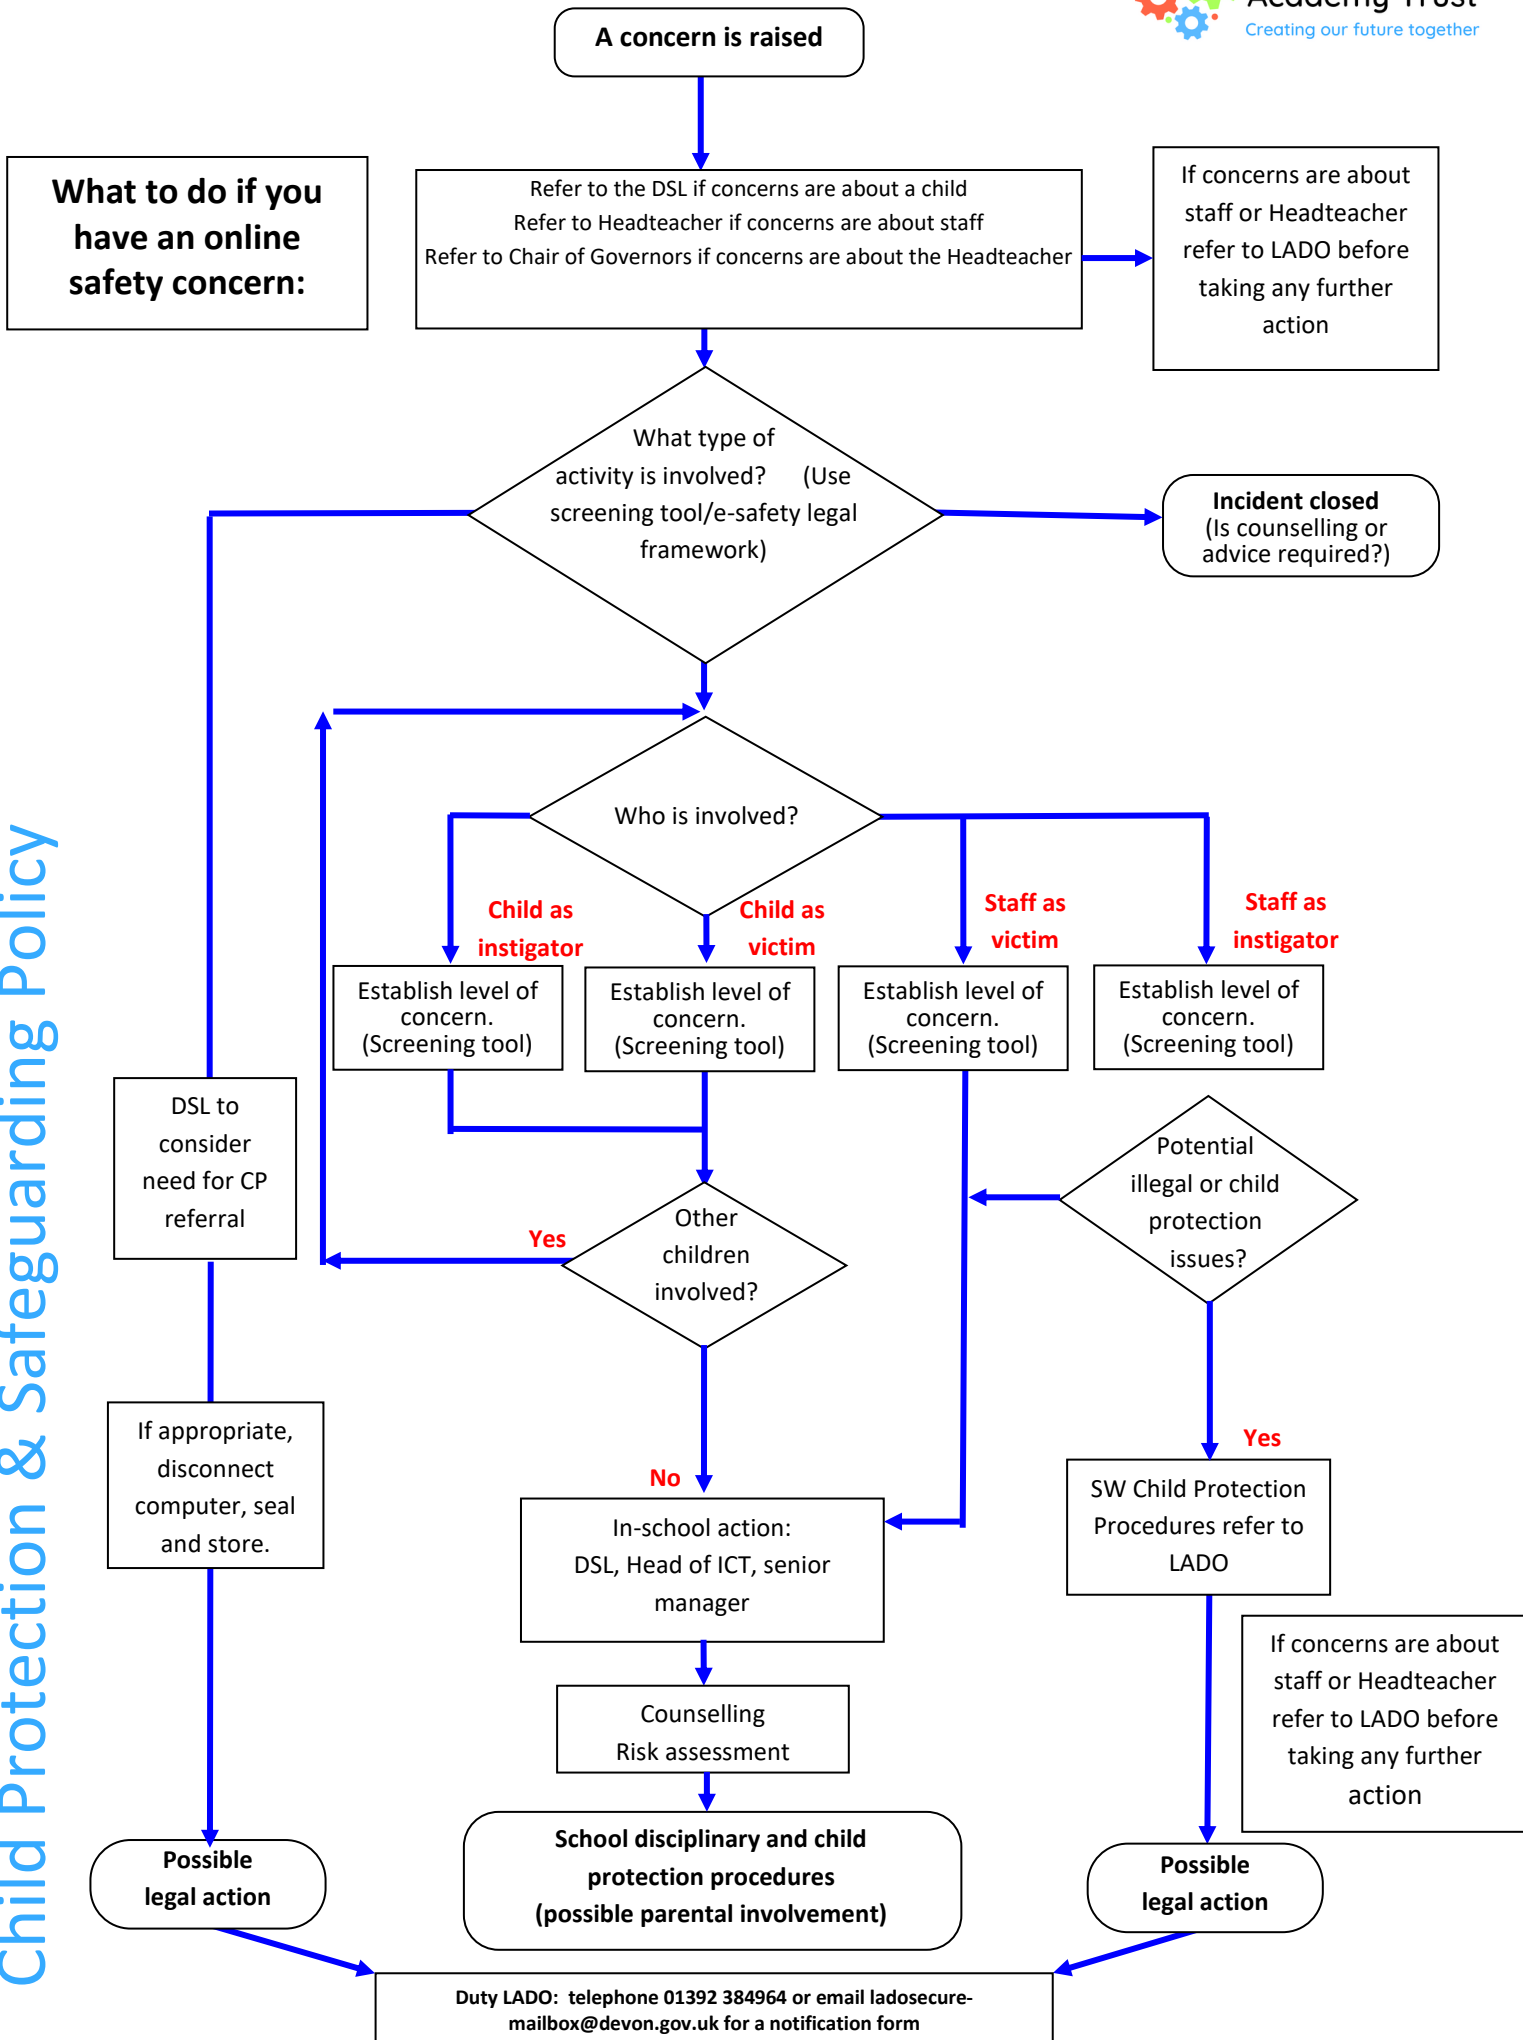 Academy Trust
Creating our future together
A concern is raised
What to do if you
have an online
safety concern:
Refer to the DSL if concerns are about a child
Refer to Headteacher if concerns are about staff
Refer to Chair of Governors if concerns are about the Headteacher
If concerns are about
staff or Headteacher
refer to LADO before
taking any further
action
What type of
activity is involved? (Use
screening tool/e-safety legal
framework)
Incident closed
(Is counselling or
advice required?)
Who is involved?
Child as
instigator
Child as
victim
Staff as
victim
Staff as
instigator
Establish level of
concern.
(Screening tool)
Establish level of
concern.
(Screening tool)
Establish level of
concern.
(Screening tool)
Establish level of
concern.
(Screening tool)
DSL to
consider
need for CP
referral
Potential
illegal or child
protection
issues?
Other
children
involved?
Yes
If appropriate,
disconnect
computer, seal
and store.
No
Yes
In-school action:
DSL, Head of ICT, senior
manager
SW Child Protection
Procedures refer to
LADO
Counselling
Risk assessment
If concerns are about
staff or Headteacher
refer to LADO before
taking any further
action
Possible
legal action
School disciplinary and child
protection procedures
(possible parental involvement)
Possible
legal action
Duty LADO: telephone 01392 384964 or email ladosecure-
mailbox@devon.gov.uk for a notification form
Child Protection & Safeguarding Policy